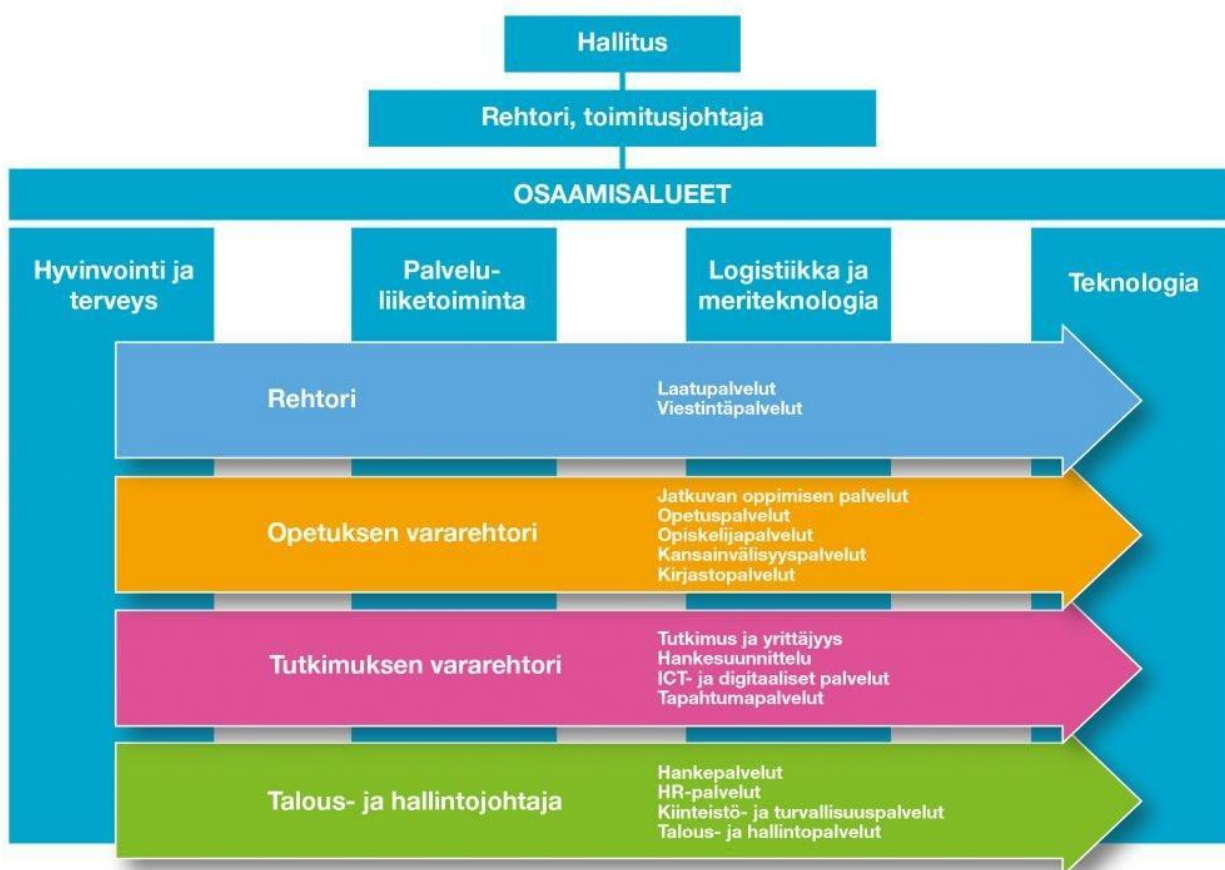 Hallitus
Rehtori, toimitusjohtaja
OSAAMISALUEET
Hyvinvointi ja
terveys
Palvelu-
liiketoiminta
Logistiikka ja
meriteknologia
Teknologia
Rehtori
Laatupalvelut
Viestintäpalvelut
Opetuksen vararehtori
Jatkuvan oppimisen palvelut
Opetuspalvelut
Opiskelijapalvelut
Kansainvälisyyspalvelut
Kirjastopalvelut
Tutkimuksen vararehtori
Tutkimus ja yrittäjyys
Hankesuunnittelu
ICT- ja digitaaliset palvelut
Tapahtumapalvelut
Talous- ja hallintojohtaja
Hankepalvelut
HR-palvelut
Kiinteistö- ja turvallisuuspalvelut
Talous- ja hallintopalvelut